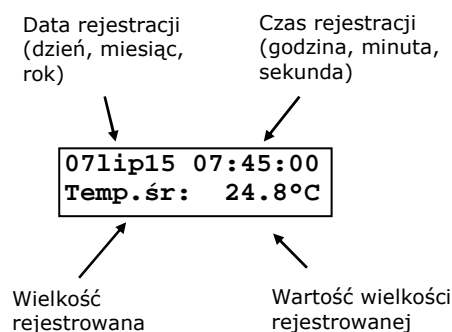 Data rejestracji
(dzień, miesiąc,
rok)
Czas rejestracji
(godzina, minuta,
sekunda)
07lip15 07:45:00
Temp.śr: 24.8°C
Wielkość
rejestrowana
Wartość wielkości
rejestrowanej